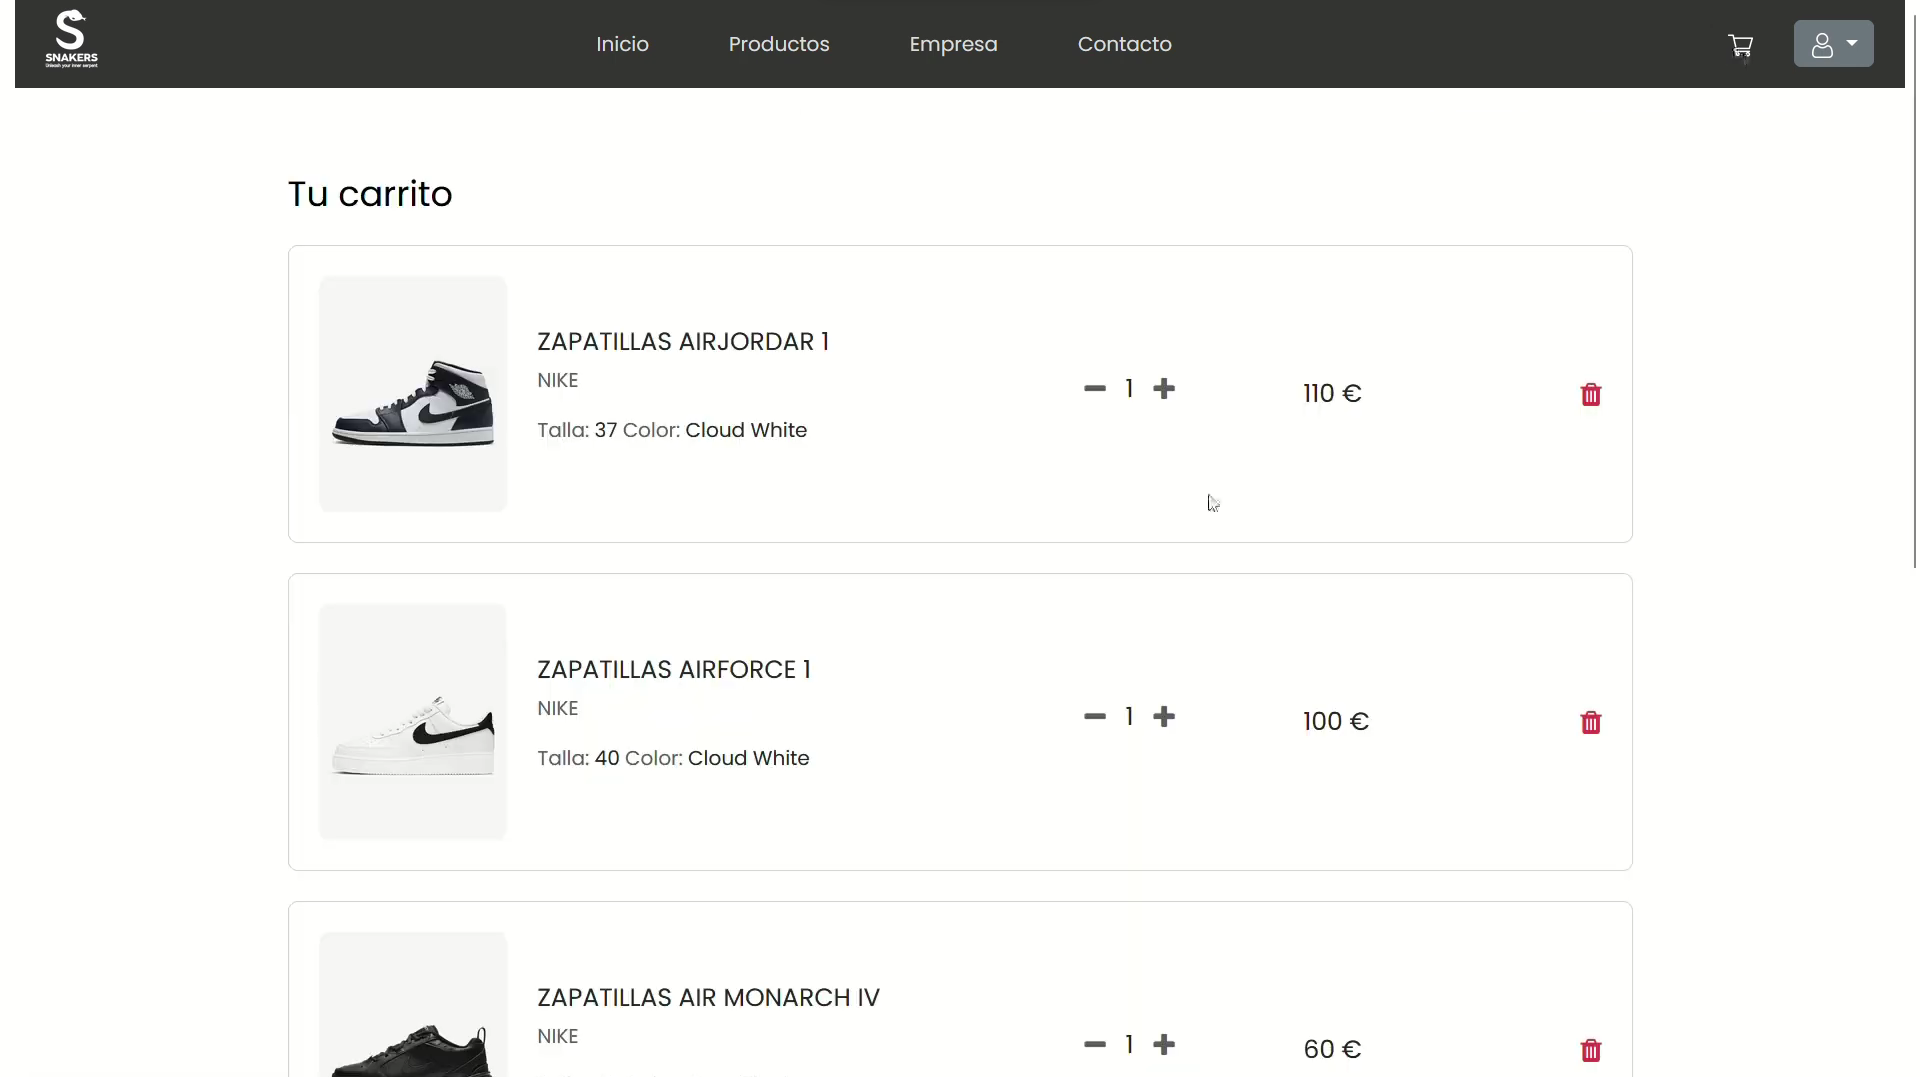 SNAKERS
Unleash your inner serpent
Inicio
Productos
Empresa
Contacto
Tu carrito
ZAPATILLAS AIRJORDAR 1
NIKE
Talla: 37 Color: Cloud White
1
110 €
ZAPATILLAS AIRFORCE 1
NIKE
Talla: 40 Color: Cloud White
1
100 €
ZAPATILLAS AIR MONARCH IV
NIKE
1
60 €